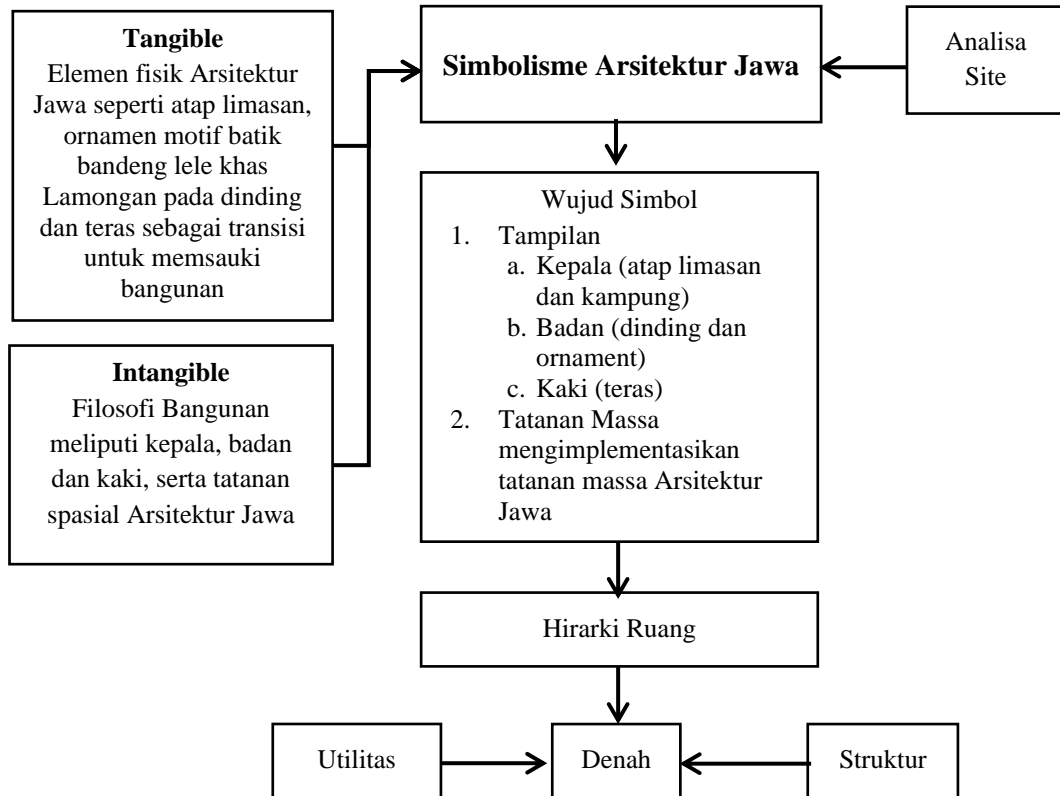 Tangible
Elemen fisik Arsitektur
Jawa seperti atap limasan,
ornamen motif batik
bandeng lele khas
Lamongan pada dinding
dan teras sebagai transisi
untuk memsauki
bangunan
Intangible
Filosofi Bangunan
meliputi kepala, badan
dan kaki, serta tatanan
spasial Arsitektur Jawa
Simbolisme Arsitektur Jawa
Analisa
Site
Wujud Simbol
1. Tampilan
a. Kepala (atap limasan
dan kampung)
b. Badan (dinding dan
ornament)
c. Kaki (teras)
2. Tatanan Massa
mengimplementasikan
tatanan massa Arsitektur
Jawa
Hirarki Ruang
Utilitas
Denah
Struktur